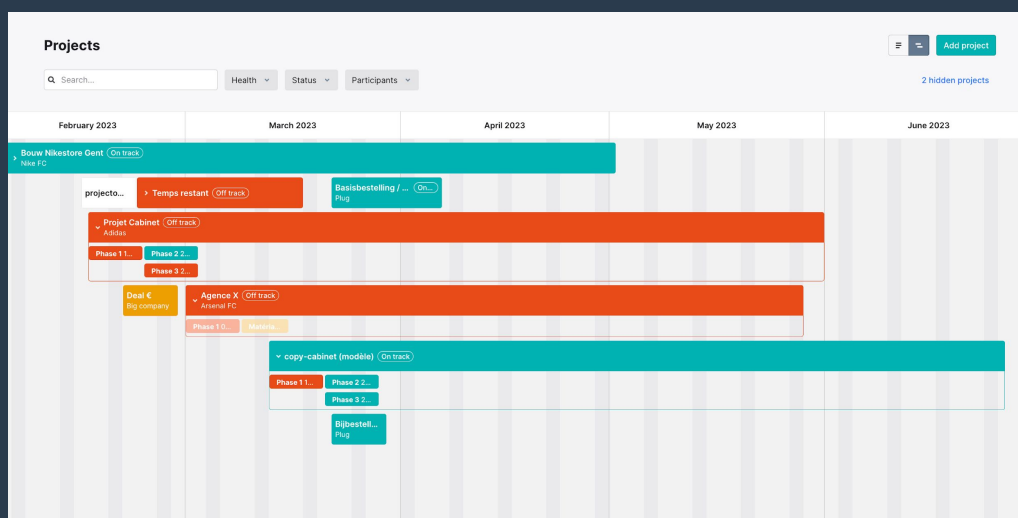 Projects
Add project
Search...
Health
Status
Participants
2 hidden projects
February 2023
March 2023
April 2023
May 2023
June 2023
Bouw Nikestore Gent On track
Nike FC
projecto...
Temps restant Off track
Basisbestelling / ... On...
Plug
Projet Cabinet Off track
Adidas
Phase 1 1...
Phase 2 2...
Phase 3 2...
Deal €
Big company
Agence X Off track
Arsenal FC
Phase 1 0...
Matéria...
copy-cabinet (modèle) On track
Phase 1 1...
Phase 2 2...
Phase 3 2...
Bijbestell...
Plug